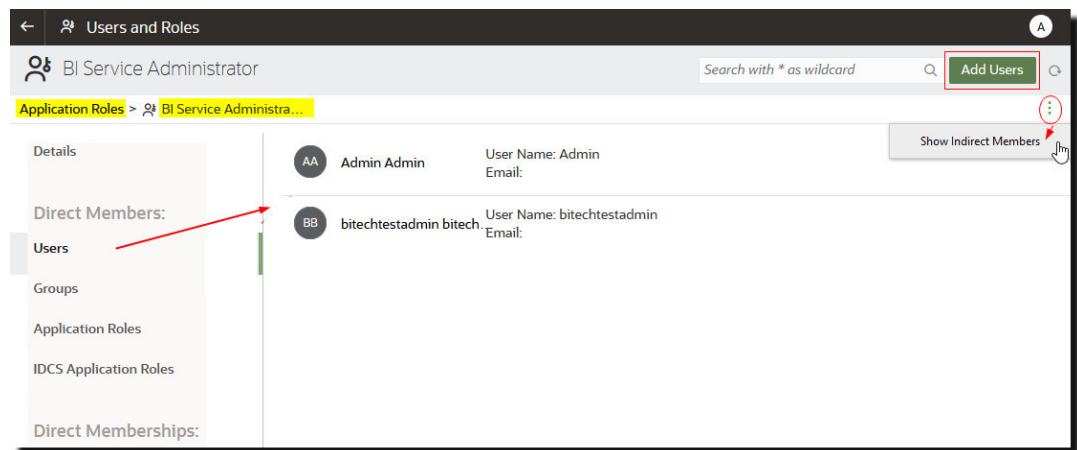 Users and Roles
A
BI Service Administrator
Search with * as wildcard
Add Users
Application Roles > BI Service Administra...
Show Indirect Members
Details
Direct Members:
Users
Groups
Application Roles
IDCS Application Roles
Direct Memberships:
AA
Admin Admin
User Name: Admin
Email:
BB
bitechtestadmin bitech...
User Name: bitechtestadmin
Email: